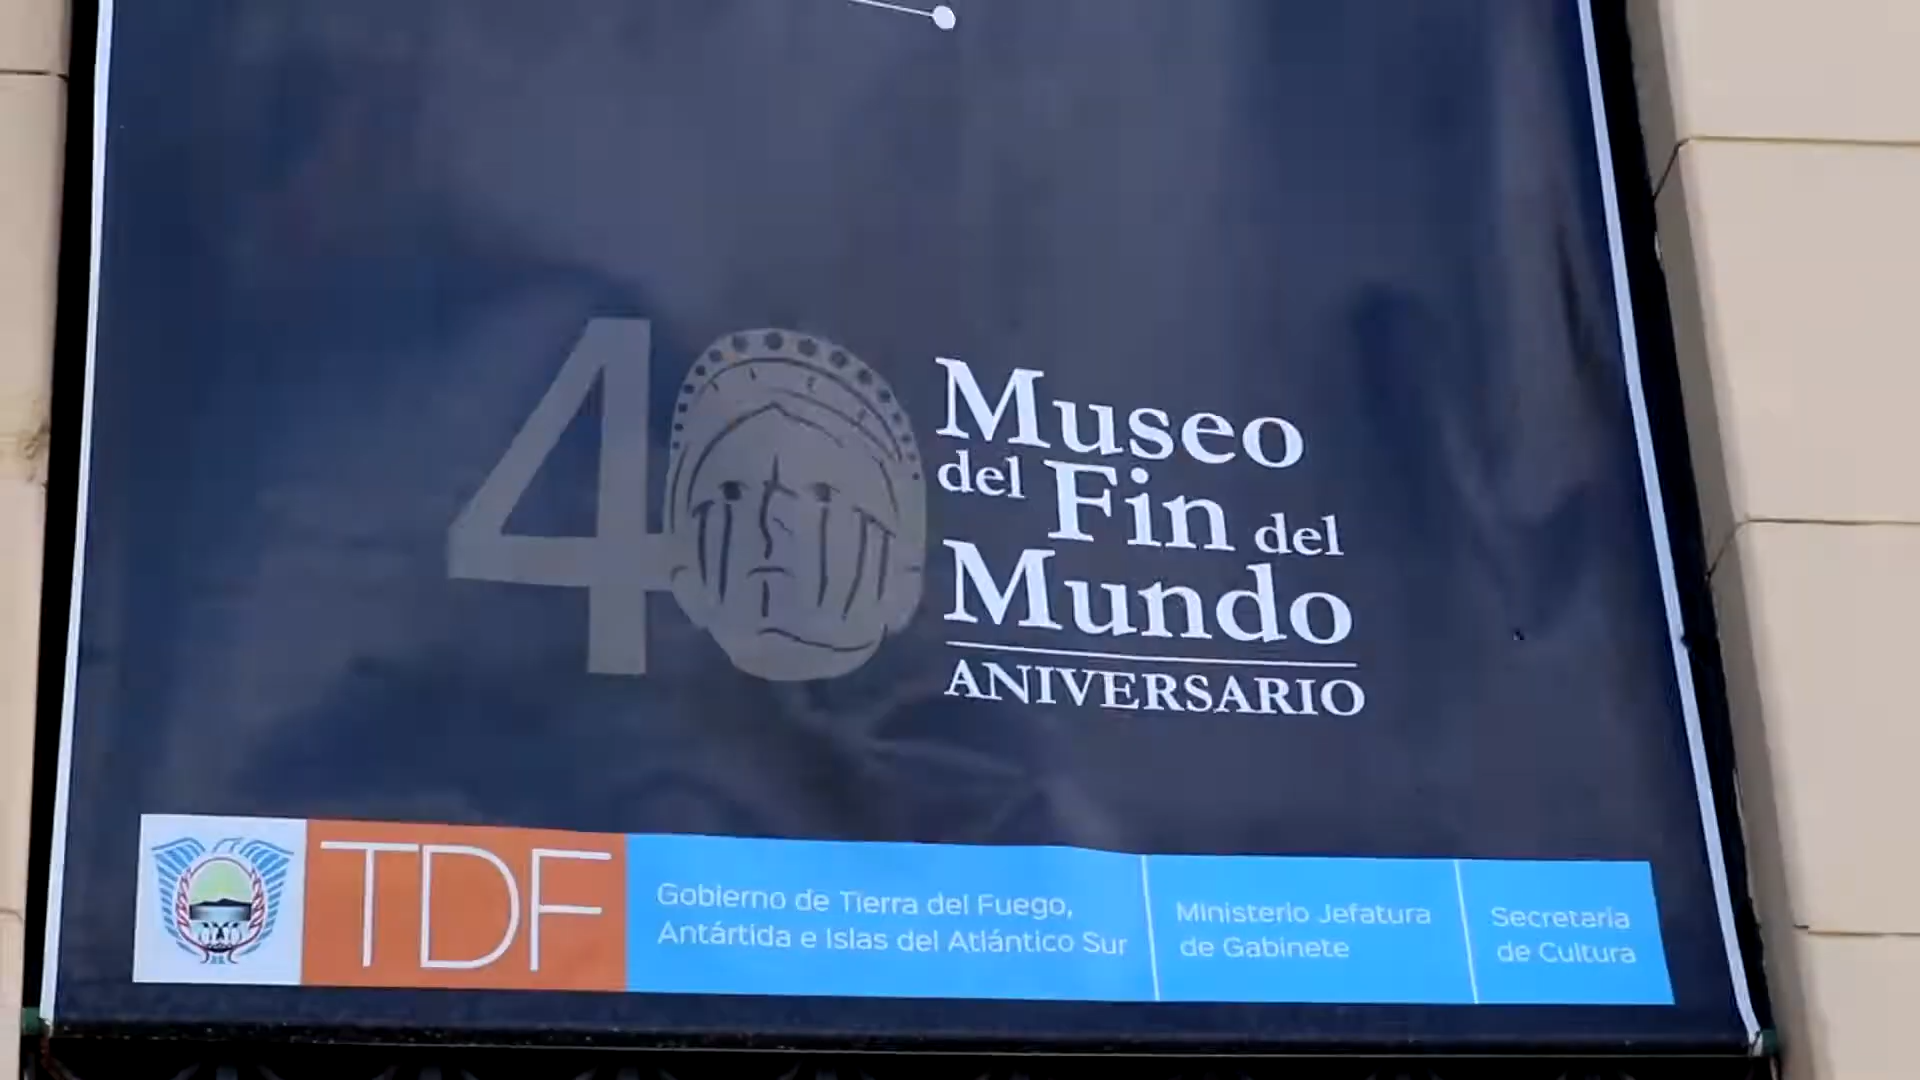 40
Museo
del Fin del
Mundo
ANIVERSARIO
TDF
Gobierno de Tierra del Fuego,
Antártida e Islas del Atlántico Sur
Ministerio Jefatura
de Gabinete
Secretaria
de Cultura